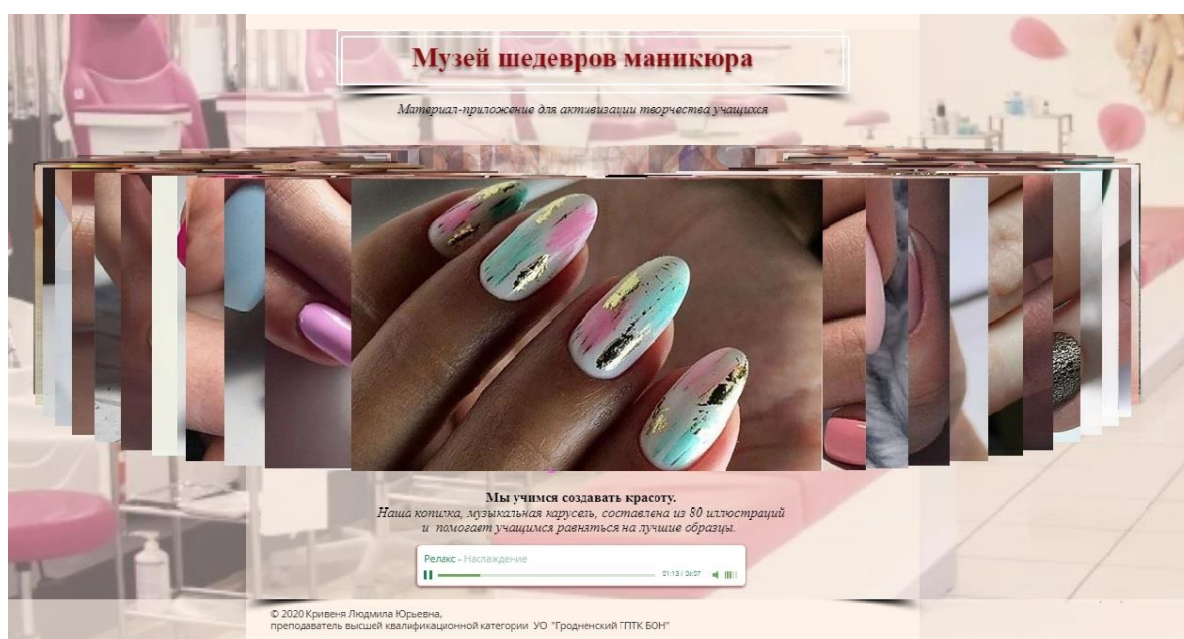 Музей шедевров маникюра
Материал-приложение для активизации творчества учащихся
Мы учимся создавать красоту.
Наша копилка, музыкальная карусель, составлена из 80 иллюстраций
и помогает учащимся равняться на лучшие образцы.
Релакс - Наслаждение
01:13 / 06:07
© 2020 Кривеня Людмила Юрьевна,
преподаватель высшей квалификационной категории УО "Гродненский ГПТК БОН"